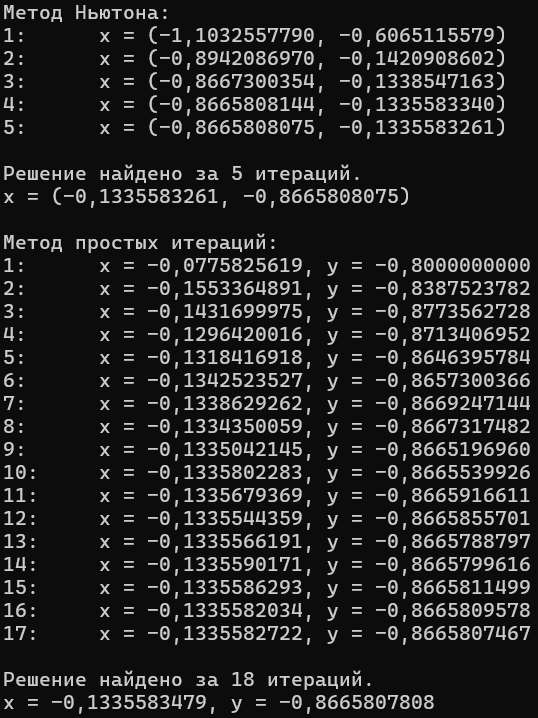 Метод Ньютона:
1:      x = (-1,1032557790, -0,6065115579)
2:      x = (-0,8942086970, -0,1420908602)
3:      x = (-0,8667300354, -0,1338547163)
4:      x = (-0,8665808144, -0,1335583340)
5:      x = (-0,8665808075, -0,1335583261)
Решение найдено за 5 итераций.
x = (-0,1335583261, -0,8665808075)
Метод простых итераций:
1:      x = -0,0775825619, y = -0,8000000000
2:      x = -0,1553364891, y = -0,8387523782
3:      x = -0,1431699975, y = -0,8773562728
4:      x = -0,1296420016, y = -0,8713406952
5:      x = -0,1318416918, y = -0,8646395784
6:      x = -0,1342523527, y = -0,8657300366
7:      x = -0,1338629262, y = -0,8669247144
8:      x = -0,1334350059, y = -0,8667317482
9:      x = -0,1335042145, y = -0,8665196960
10:     x = -0,1335802283, y = -0,8665539926
11:     x = -0,1335679369, y = -0,8665916611
12:     x = -0,1335544359, y = -0,8665855701
13:     x = -0,1335566191, y = -0,8665788797
14:     x = -0,1335590171, y = -0,8665799616
15:     x = -0,1335586293, y = -0,8665811499
16:     x = -0,1335582034, y = -0,8665809578
17:     x = -0,1335582722, y = -0,8665807467
Решение найдено за 18 итераций.
x = -0,1335583479, y = -0,8665807808